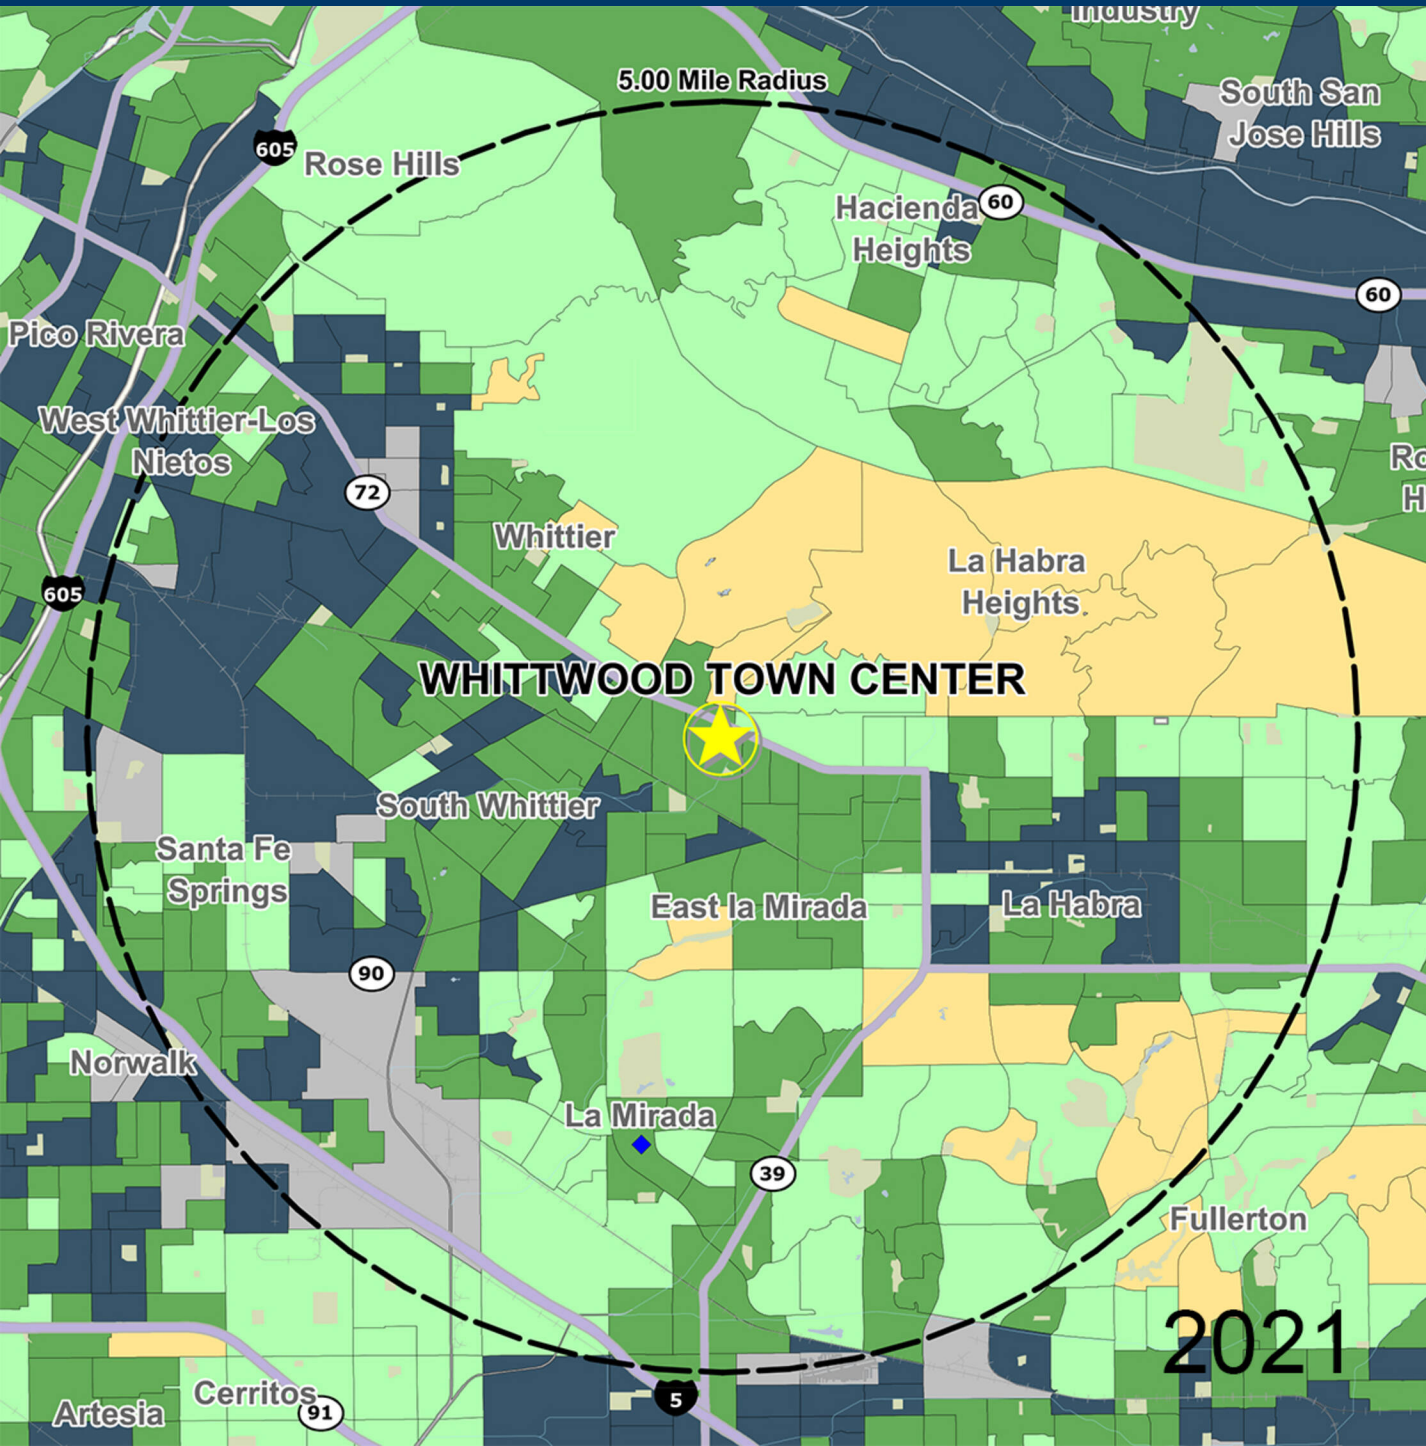 Industry
5.00 Mile Radius
South San
Jose Hills
605
Rose Hills
60
Hacienda
Heights
60
Pico Rivera
West Whittier-Los
Nietos
Ro
H
72
Whittier
La Habra
Heights
605
WHITTWOOD TOWN CENTER
South Whittier
Santa Fe
Springs
East la Mirada
La Habra
90
Norwalk
La Mirada
39
Fullerton
2021
Cerritos
Artesia
91
5